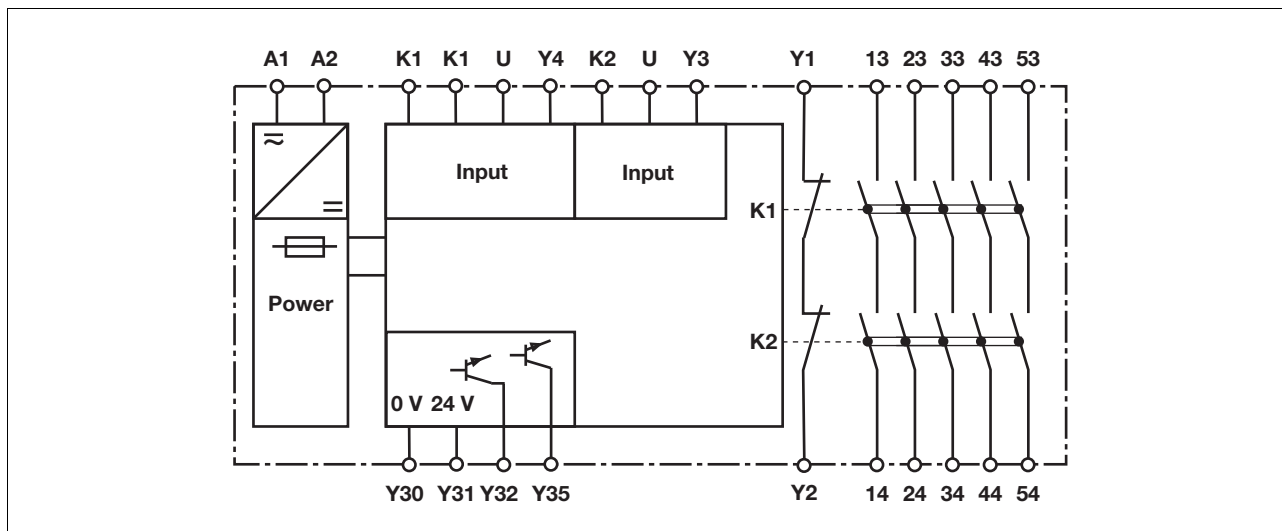 A1 A2 K1 K1 U Y4 K2 U Y3 Y1 13 23 33 43 53
Input Input
K1
Power
K2
0 V 24 V
Y30 Y31 Y32 Y35 Y2 14 24 34 44 54